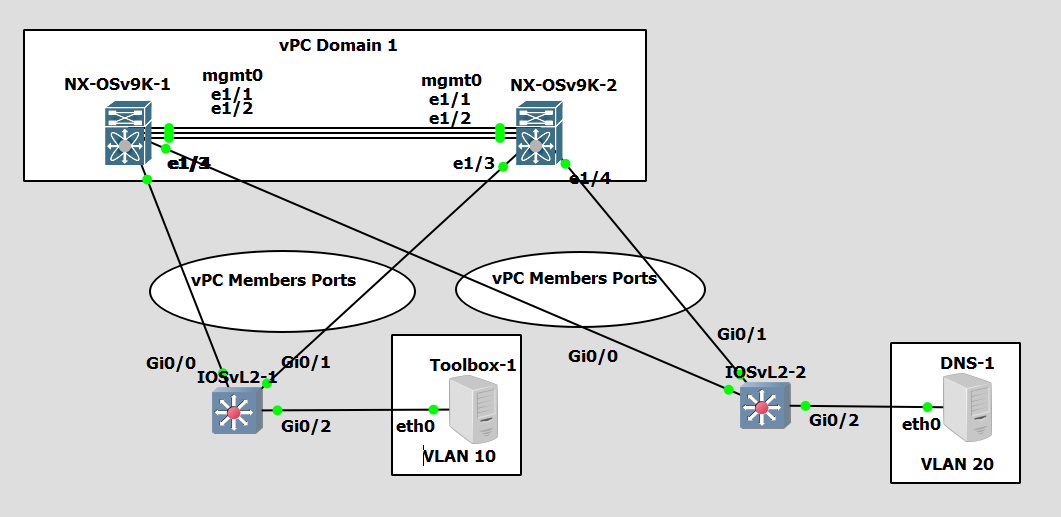 vPC Domain 1
NX-OSv9K-1
mgmt0
e1/1
e1/2
mgmt0
e1/1
e1/2
NX-OSv9K-2
e1/3
e1/4
vPC Members Ports
vPC Members Ports
Gi0/0
Gi0/1
IOSvL2-1
Gi0/2
Toolbox-1
eth0
VLAN 10
Gi0/0
Gi0/1
IOSvL2-2
Gi0/2
DNS-1
eth0
VLAN 20